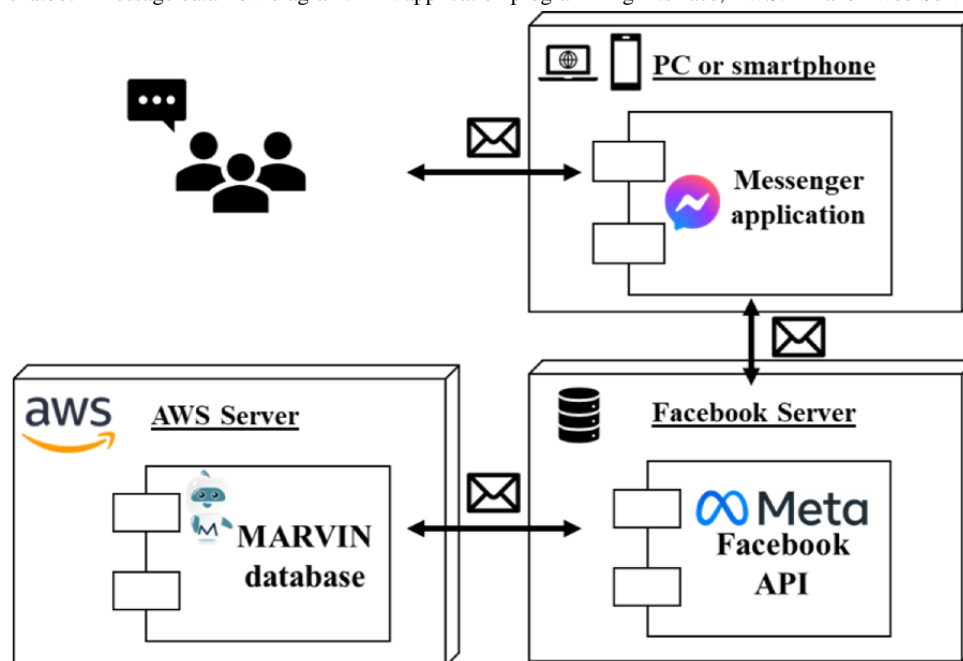 PC or smartphone
Messenger
application
aws
AWS Server
MARVIN
database
M
Facebook Server
Meta
Facebook
API